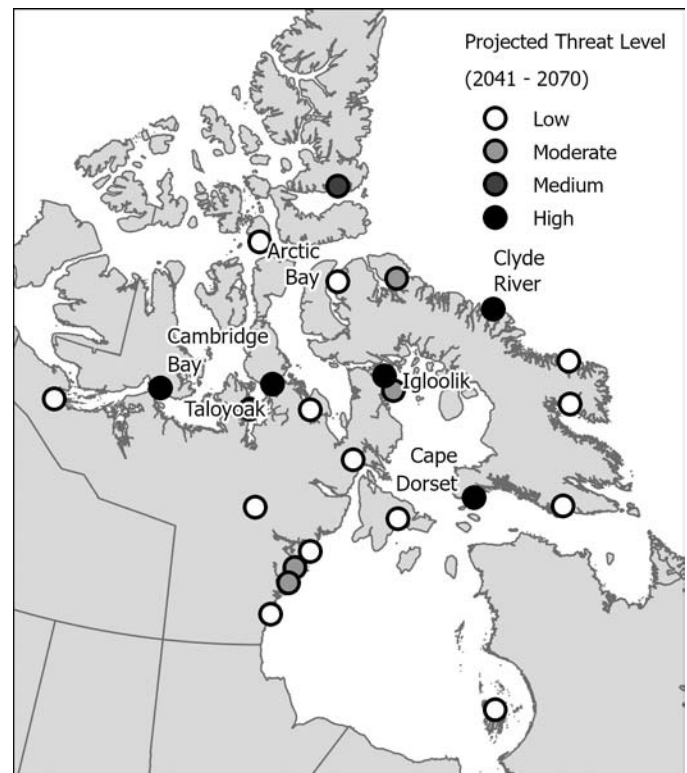 Projected Threat Level
(2041 - 2070)
Low
Moderate
Medium
High
Clyde
River
Arctic
Bay
Cambridge
Bay
Igloolik
Taloyoak
Cape
Dorset